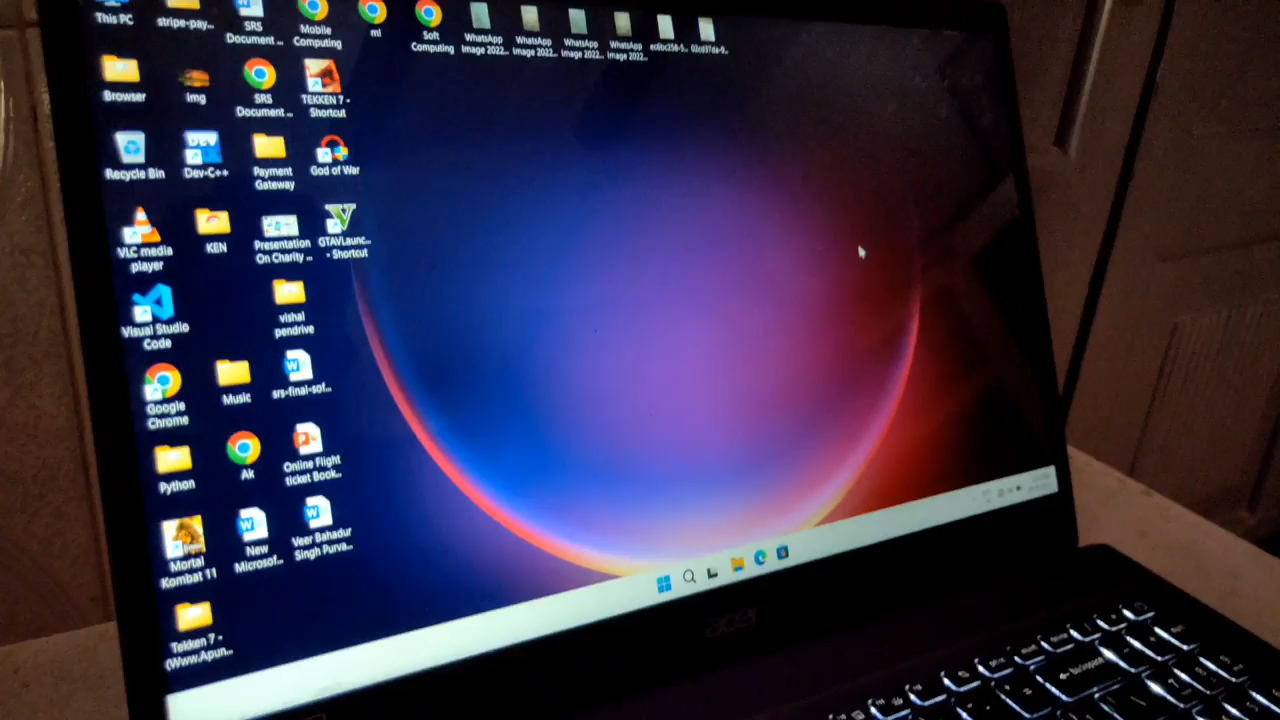 This PC
stripe-pay...
SRS
Document ...
Mobile
Computing
ml
Soft
Computing
WhatsApp
Image 2022...
WhatsApp
Image 2022...
WhatsApp
Image 2022...
WhatsApp
Image 2022...
Browser
img
SRS
Document ...
TEKKEN 7 -
Shortcut
Recycle Bin
DEV
Dev-C++
Payment
Gateway
God of War
VLC media
player
KEN
Presentation
On Charity ...
V
GTAVLaunc...
- Shortcut
Visual Studio
Code
vishal
pendrive
Google
Chrome
Music
srs-final-sof...
Python
Ak
Online Flight
ticket Book...
Mortal
Kombat 11
New
Microsof...
Veer Bahadur
Singh Purva...
Tekken 7 -
(Www.Apun...
acer
Backspace